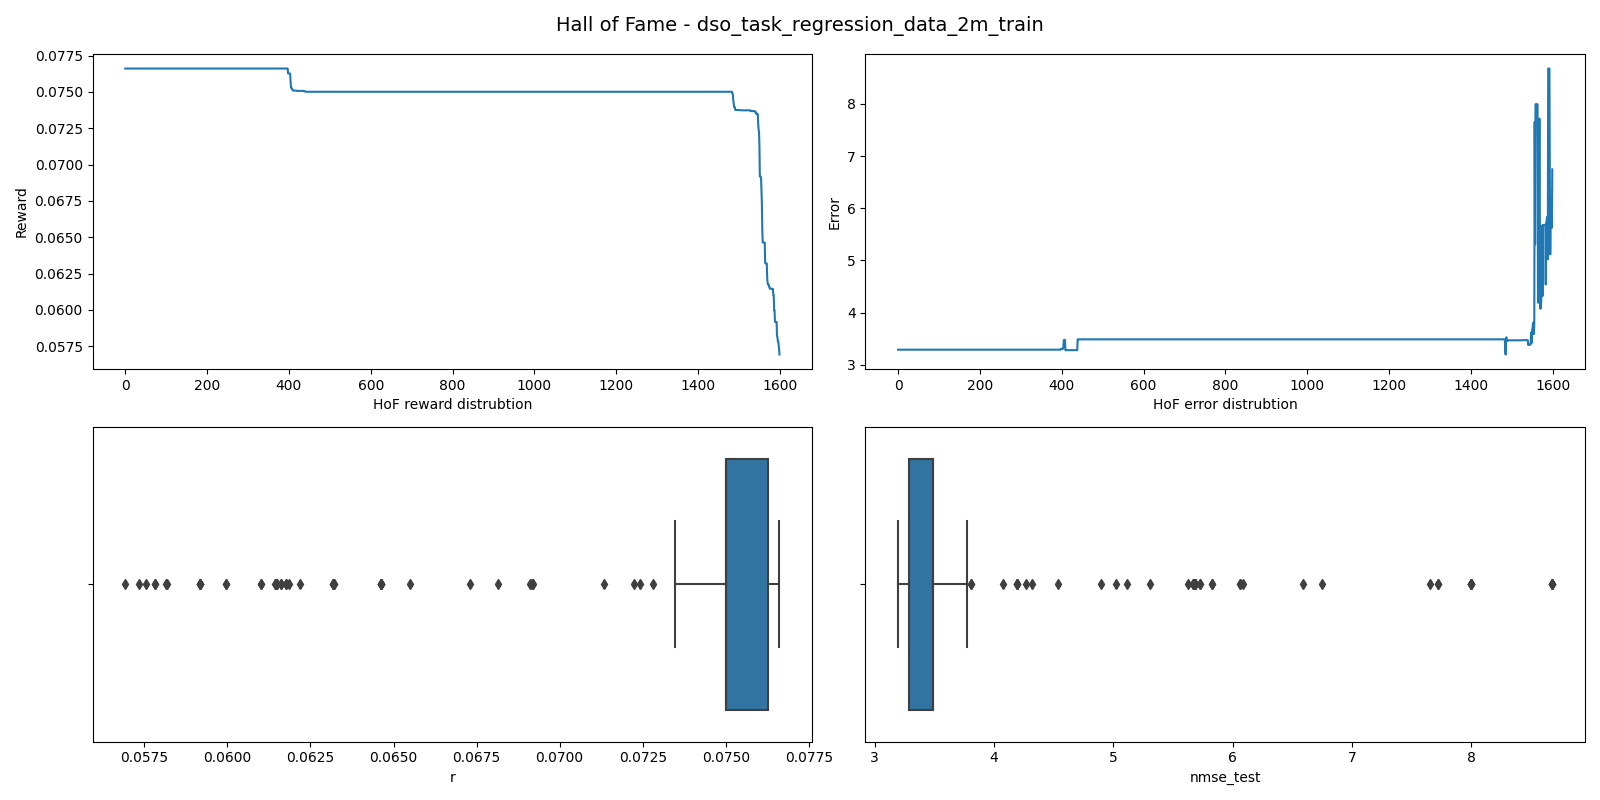 Hall of Fame - dso_task_regression_data_2m_train
0.0775
0.0750
0.0725
0.0700
0.0675
0.0650
0.0625
0.0600
0.0575
Reward
0 200 400 600 800 1000 1200 1400 1600
HoF reward distrubtion
8
7
6
5
4
3
Error
0 200 400 600 800 1000 1200 1400 1600
HoF error distrubtion
0.0575 0.0600 0.0625 0.0650 0.0675 0.0700 0.0725 0.0750 0.0775
r
3 4 5 6 7 8
nmse_test